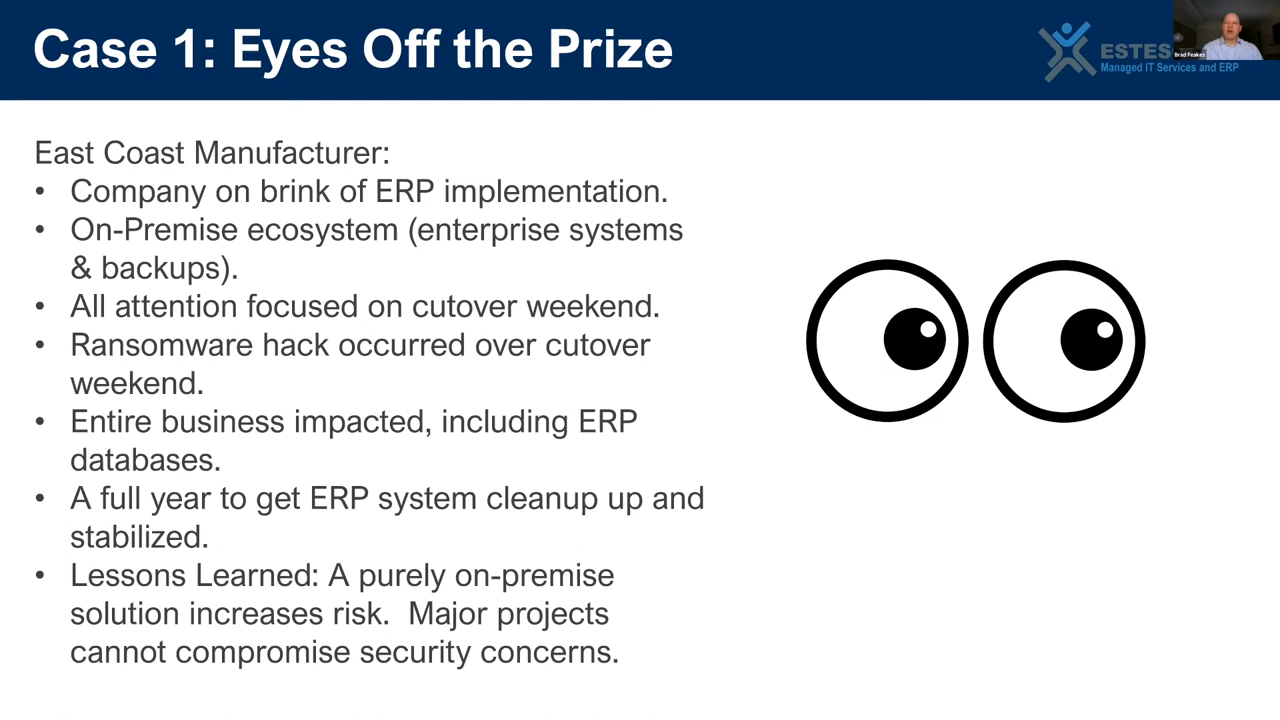 Case 1: Eyes Off the Prize
ESTES
Managed IT Services and ERP
Brad Feakes
East Coast Manufacturer:
• Company on brink of ERP implementation.
• On-Premise ecosystem (enterprise systems
& backups).
• All attention focused on cutover weekend.
• Ransomware hack occurred over cutover
weekend.
• Entire business impacted, including ERP
databases.
• A full year to get ERP system cleanup up and
stabilized.
• Lessons Learned: A purely on-premise
solution increases risk.  Major projects
cannot compromise security concerns.